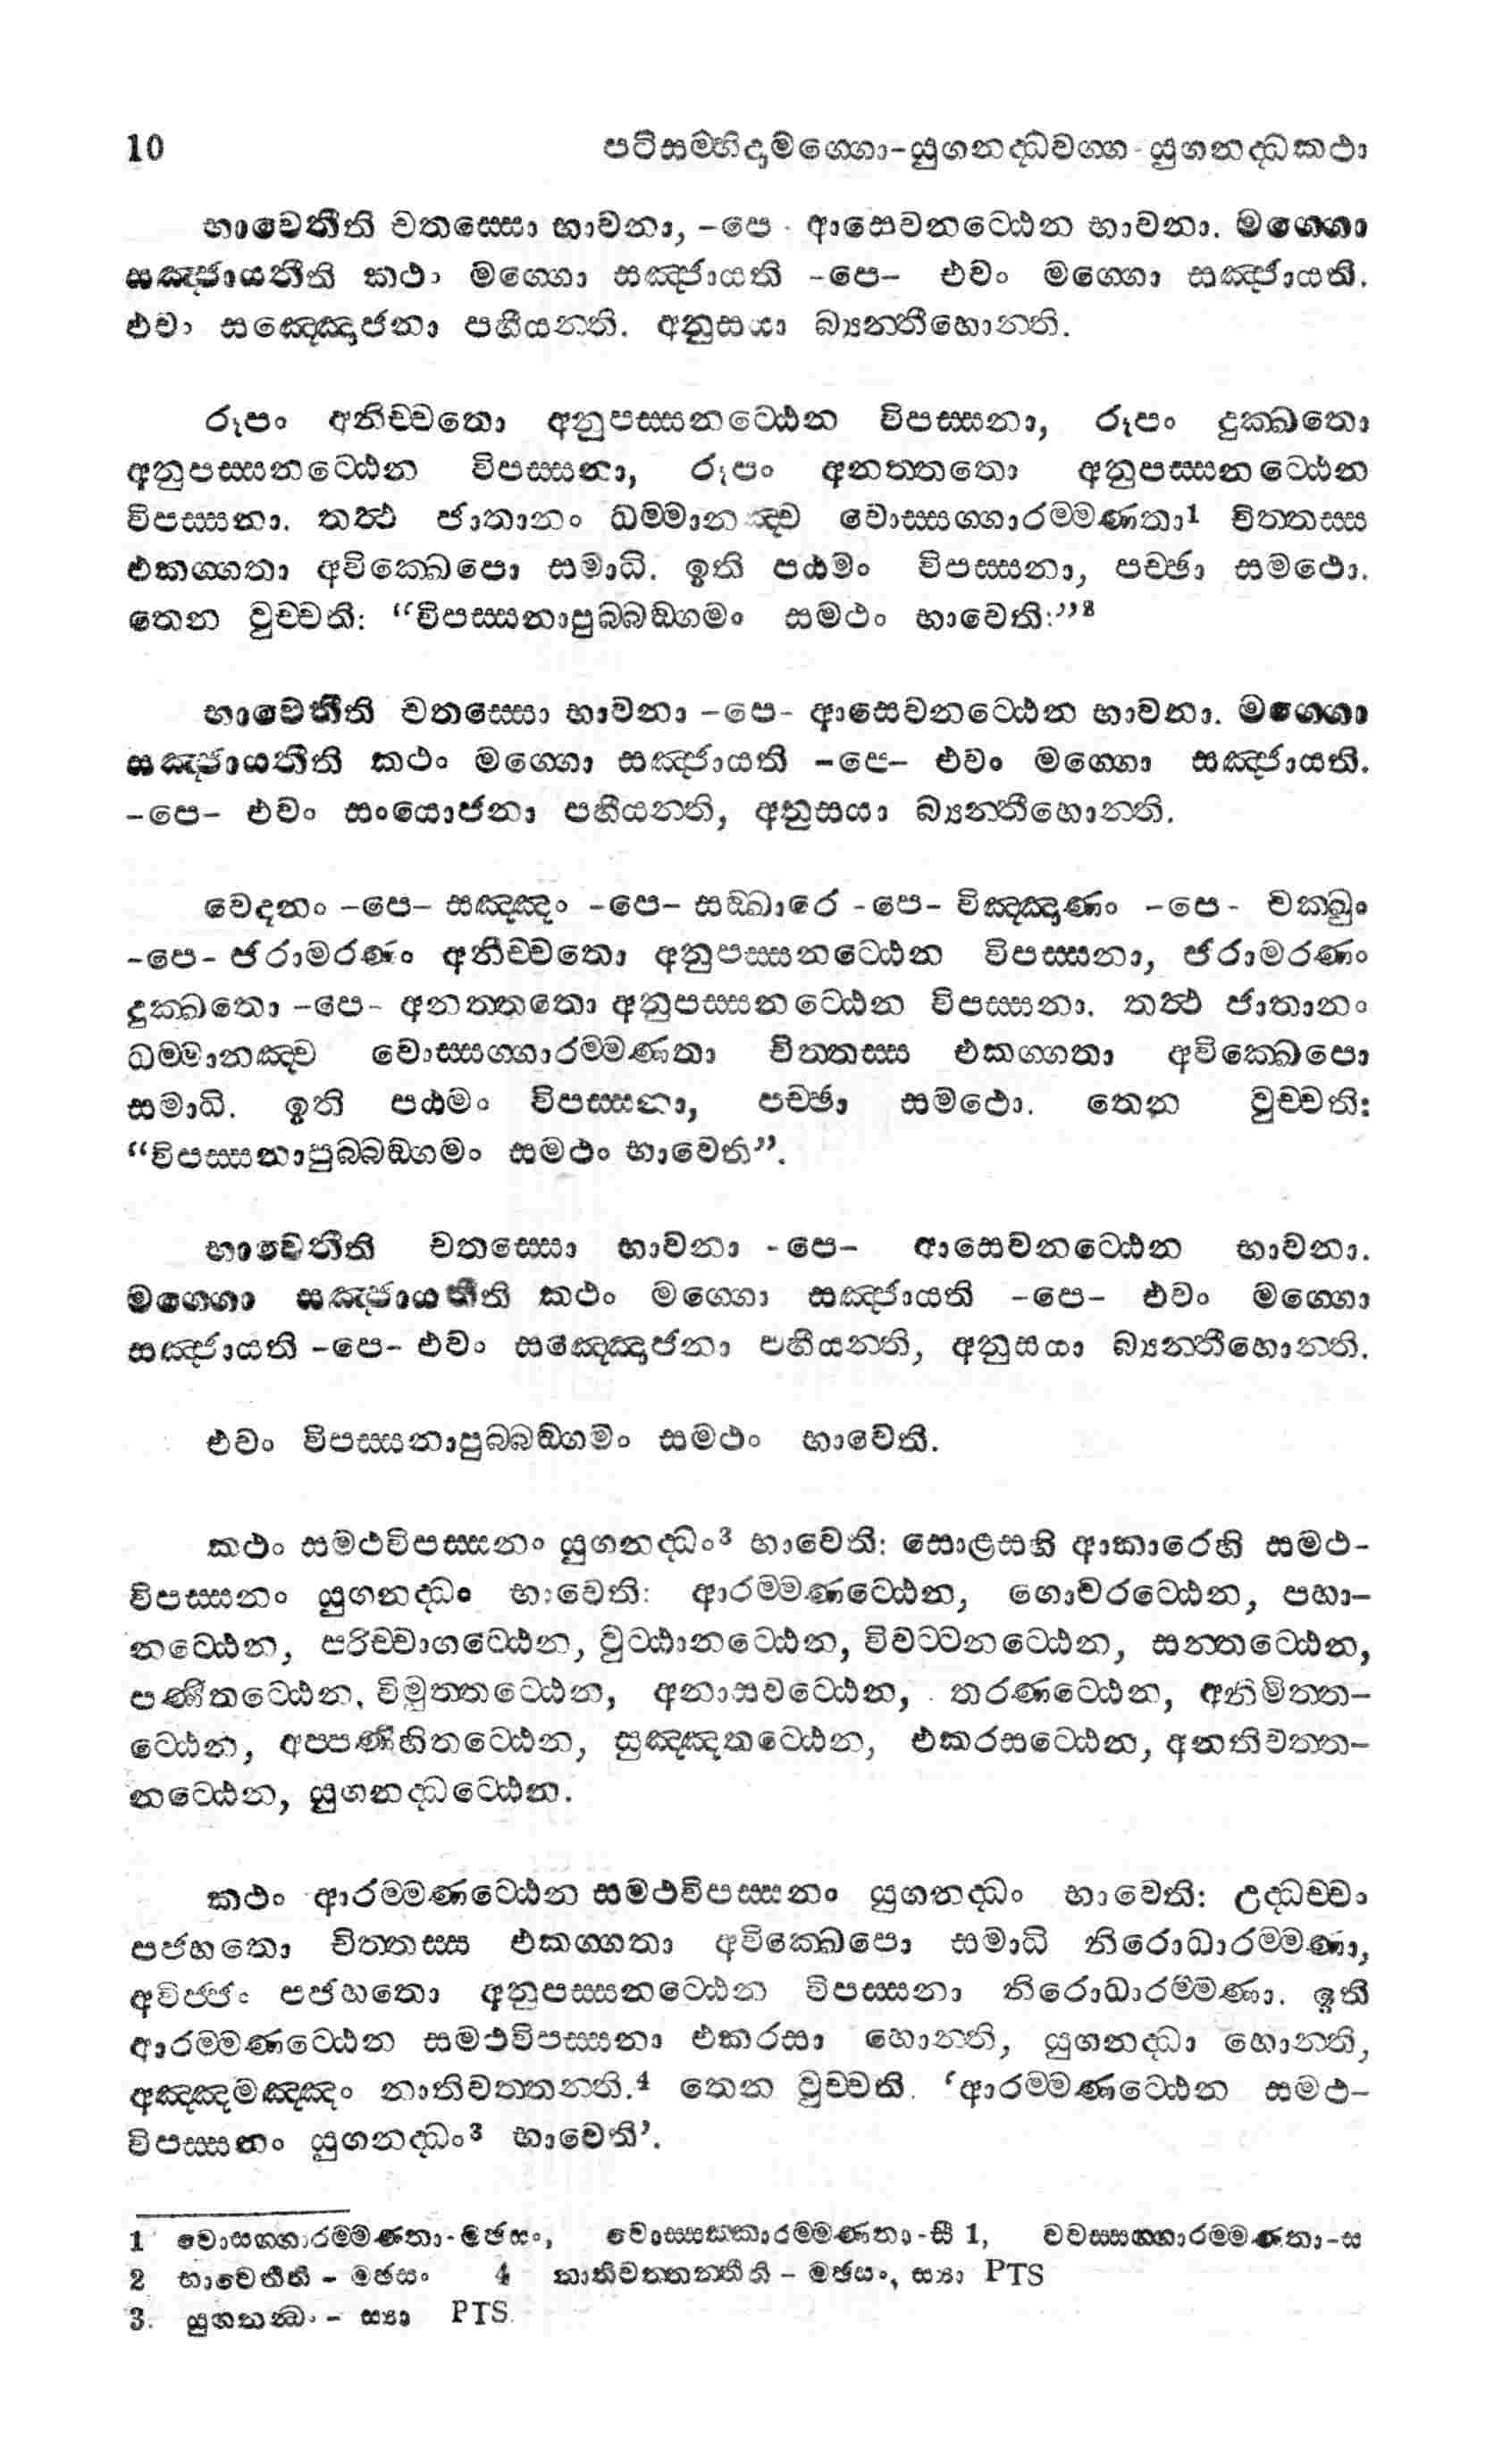 10 පටිසම්භිදාමග්ගො-යුගනද්ධවග්ග-යුගනද්ධකථා
භාවෙතීති චතස්සො භාවනා, -පෙ- ආසෙවනට්ඨෙන භාවනා. මග්ගො
සඤ්ජායතීති කථං මග්ගො සඤ්ජායති -පෙ- එවං මග්ගො සඤ්ජායති.
එවං සඤ්ඤොජනා පහීයන්ති. අනුසයා බ්‍යන්තීහොන්ති.
රූපං අනිච්චතො අනුපස්සනට්ඨෙන විපස්සනා, රූපං දුක්ඛතො
අනුපස්සනට්ඨෙන විපස්සනා, රූපං අනත්තතො අනුපස්සනට්ඨෙන
විපස්සනා. තත්ථ ජාතානං ධම්මානඤ්ච වොස්සග්ගාරම්මණතා1 චිත්තස්ස
එකග්ගතා අවික්ඛෙපො සමාධි. ඉති පඨමං විපස්සනා, පච්ඡා සමථො.
තෙන වුච්චති: “විපස්සනාපුබ්බඞ්ගමං සමථං භාවෙති:”2
භාවෙතීති චතස්සො භාවනා -පෙ- ආසෙවනට්ඨෙන භාවනා. මග්ගො
සඤ්ජායතීති කථං මග්ගො සඤ්ජායති -පෙ- එවං මග්ගො සඤ්ජායති.
-පෙ- එවං සංයොජනා පහීයන්ති, අනුසයා බ්‍යන්තීහොන්ති.
වෙදනං -පෙ- සඤ්ඤං -පෙ- සඞ්ඛාරෙ -පෙ- විඤ්ඤාණං -පෙ- චක්ඛුං
-පෙ- ජරාමරණං අනිච්චතො අනුපස්සනට්ඨෙන විපස්සනා, ජරාමරණං
දුක්ඛතො -පෙ- අනත්තතො අනුපස්සනට්ඨෙන විපස්සනා. තත්ථ ජාතානං
ධම්මානඤ්ච වොස්සග්ගාරම්මණතා චිත්තස්ස එකග්ගතා අවික්ඛෙපො
සමාධි. ඉති පඨමං විපස්සනා, පච්ඡා සමථො. තෙන වුච්චති:
“විපස්සනාපුබ්බඞ්ගමං සමථං භාවෙති”.
භාවෙතීති චතස්සො භාවනා -පෙ- ආසෙවනට්ඨෙන භාවනා.
මග්ගො සඤ්ජායතීති කථං මග්ගො සඤ්ජායති -පෙ- එවං මග්ගො
සඤ්ජායති -පෙ- එවං සඤ්ඤොජනා පහීයන්ති, අනුසයා බ්‍යන්තීහොන්ති.
එවං විපස්සනාපුබ්බඞ්ගමං සමථං භාවෙති.
කථං සමථවිපස්සනං යුගනද්ධං3 භාවෙති: සොළසහි ආකාරෙහි සමථ-
විපස්සනං යුගනද්ධං භාවෙති: ආරම්මණට්ඨෙන, ගොචරට්ඨෙන, පහා-
නට්ඨෙන, පරිච්චාගට්ඨෙන, වුට්ඨානට්ඨෙන, විවට්ටනට්ඨෙන, සන්තට්ඨෙන,
පණීතට්ඨෙන, විමුත්තට්ඨෙන, අනාසවට්ඨෙන, තරණට්ඨෙන, අනිමිත්ත-
ට්ඨෙන, අප්පණිහිතට්ඨෙන, සුඤ්ඤතට්ඨෙන, එකරසට්ඨෙන, අනතිවත්ත-
නට්ඨෙන, යුගනද්ධට්ඨෙන.
කථං ආරම්මණට්ඨෙන සමථවිපස්සනං යුගනද්ධං භාවෙති: උද්ධච්චං
පජහතො චිත්තස්ස එකග්ගතා අවික්ඛෙපො සමාධි නිරොධාරම්මණා,
අවිජ්ජං පජහතො අනුපස්සනට්ඨෙන විපස්සනා නිරොධාරම්මණා. ඉති
ආරම්මණට්ඨෙන සමථවිපස්සනා එකරසා හොන්ති, යුගනද්ධා හොන්ති,
අඤ්ඤමඤ්ඤං නාතිවත්තන්ති.4 තෙන වුච්චති. ‘ආරම්මණට්ඨෙන සමථ-
විපස්සනං යුගනද්ධං3 භාවෙති’.
1 වොසග්ගාරම්මණතා-මඡසං, වොස්සක්කාරම්මණතා-සී 1, වවස්සග්ගාරම්මණතා-ස
2 භාවෙතීති - මඡසං 4 නාතිවත්තන්තීති - මඡසං, ස්‍යා PTS
3. යුගනන්ධං - ස්‍යා PTS